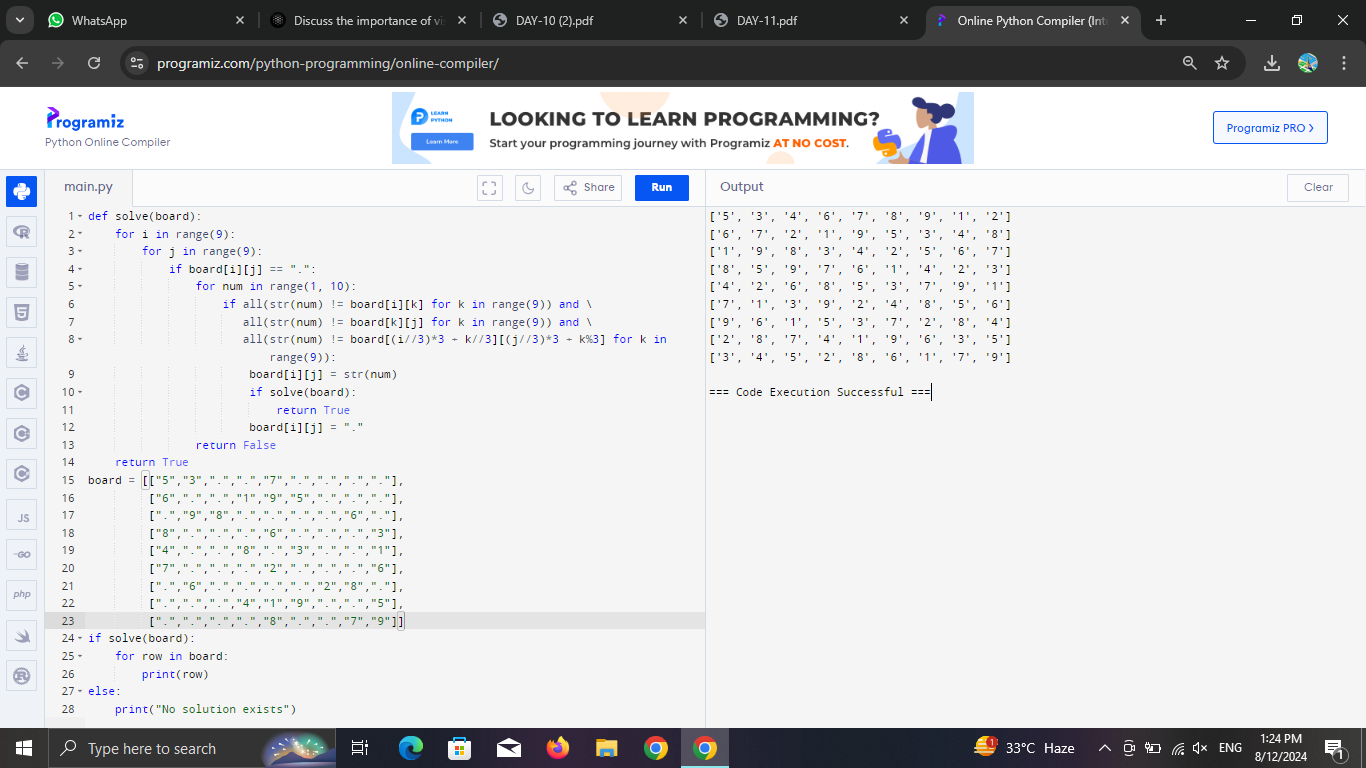 WhatsApp
Discuss the importance of vi
DAY-10 (2).pdf
DAY-11.pdf
Online Python Compiler (Int
programiz.com/python-programming/online-compiler/
Programiz
Python Online Compiler
LEARN
PYTHON
Learn More
LOOKING TO LEARN PROGRAMMING?
Start your programming journey with Programiz AT NO COST.
Programiz PRO >
main.py
Share
Run
Output
Clear
JS
GO
php
1 def solve(board):
2     for i in range(9):
3         for j in range(9):
4             if board[i][j] == ".":
5                 for num in range(1, 10):
6                     if all(str(num) != board[i][k] for k in range(9)) and \
7                        all(str(num) != board[k][j] for k in range(9)) and \
8                        all(str(num) != board[(i//3)*3 + k//3][(j//3)*3 + k%3] for k in
range(9)):
9                         board[i][j] = str(num)
10                         if solve(board):
11                             return True
12                         board[i][j] = "."
13                 return False
14     return True
15 board = [["5","3",".",".","7",".",".",".","."],
16          ["6",".",".","1","9","5",".",".","."],
17          [".","9","8",".",".",".",".","6","."],
18          ["8",".",".",".","6",".",".",".","3"],
19          ["4",".",".","8",".","3",".",".","1"],
20          ["7",".",".",".","2",".",".",".","6"],
21          [".","6",".",".",".",".","2","8","."],
22          [".",".",".","4","1","9",".",".","5"],
23          [".",".",".",".","8",".",".","7","9"]]
24 if solve(board):
25     for row in board:
26         print(row)
27 else:
28     print("No solution exists")
['5', '3', '4', '6', '7', '8', '9', '1', '2']
['6', '7', '2', '1', '9', '5', '3', '4', '8']
['1', '9', '8', '3', '4', '2', '5', '6', '7']
['8', '5', '9', '7', '6', '1', '4', '2', '3']
['4', '2', '6', '8', '5', '3', '7', '9', '1']
['7', '1', '3', '9', '2', '4', '8', '5', '6']
['9', '6', '1', '5', '3', '7', '2', '8', '4']
['2', '8', '7', '4', '1', '9', '6', '3', '5']
['3', '4', '5', '2', '8', '6', '1', '7', '9']
=== Code Execution Successful ===
Type here to search
1
33°C Haze
ENG
1:24 PM
8/12/2024
1